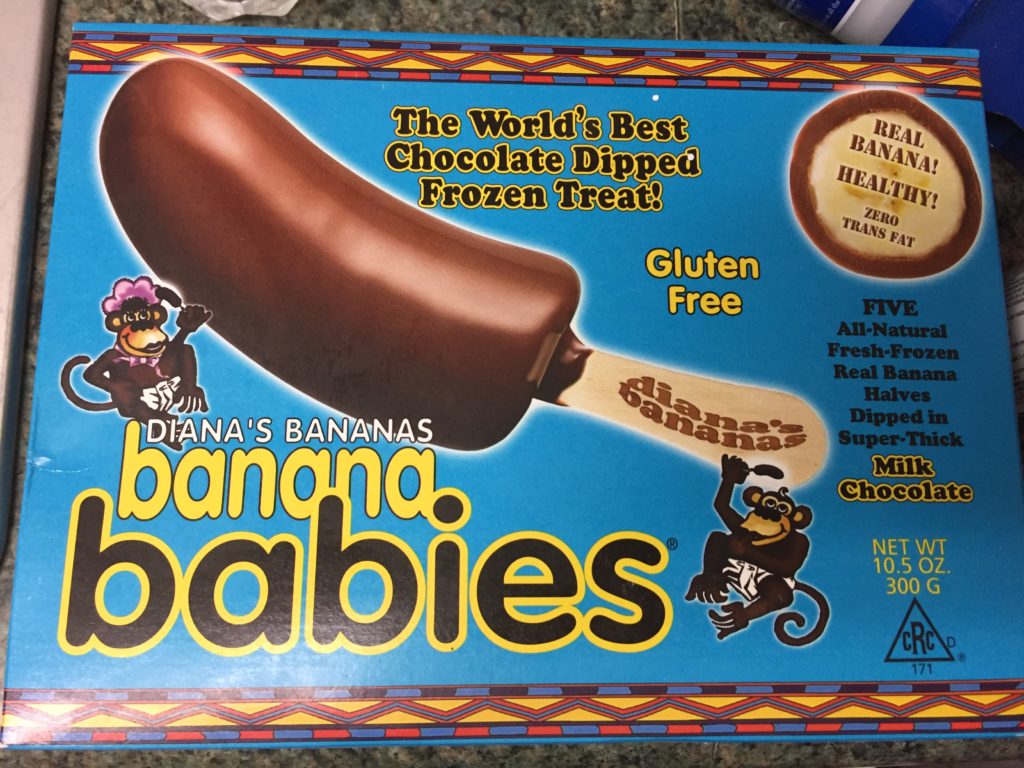 The World's Best
Chocolate Dipped
Frozen Treat!
REAL
BANANA!
HEALTHY!
ZERO
TRANS FAT
Gluten
Free
FIVE
All-Natural
Fresh-Frozen
Real Banana
Halves
Dipped in
Super-Thick
Milk
Chocolate
diana's
bananas
DIANA'S BANANAS
banana
babies®
NET WT
10.5 OZ.
300 G
CRC D ®
171